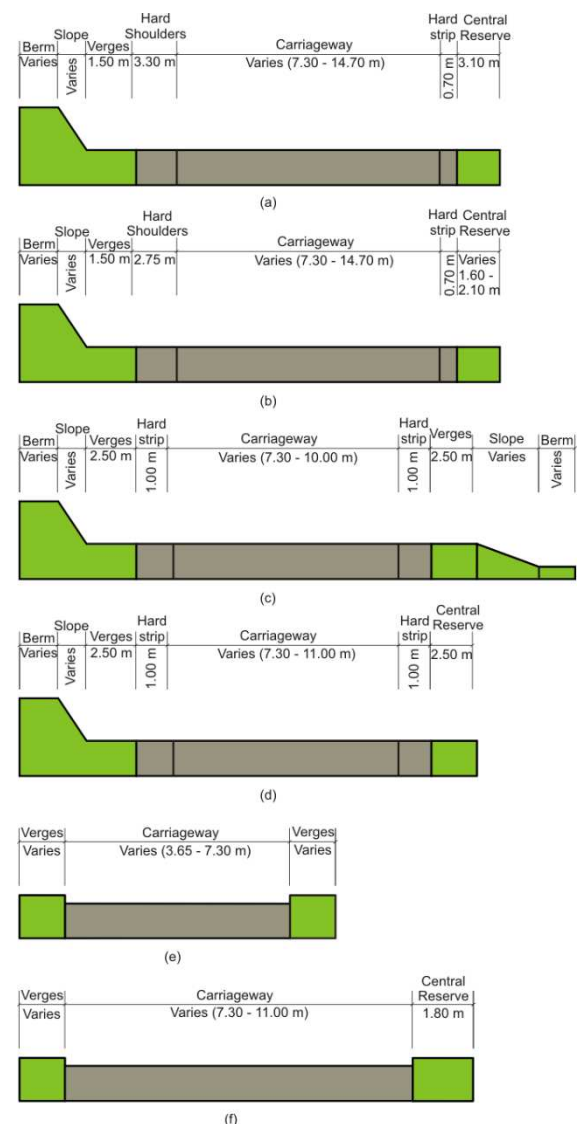 Hard Hard Central
Slope Shoulders strip Reserve
Berm Verges Carriageway
Varies Varies 1.50 m 3.30 m Varies (7.30 - 14.70 m) 0.70 m 3.10 m
(a)
Hard Hard Central
Slope Shoulders strip Reserve
Berm Verges Carriageway
Varies Varies 1.50 m 2.75 m Varies (7.30 - 14.70 m) 0.70 m Varies
1.60 -
2.10 m
(b)
Hard Hard
Slope strip strip Verges Slope Berm
Berm Verges Carriageway
Varies Varies 2.50 m 1.00 m Varies (7.30 - 10.00 m) 1.00 m 2.50 m Varies Varies
(c)
Central
Hard Hard Reserve
Slope strip strip
Berm Verges Carriageway
Varies Varies 2.50 m 1.00 m Varies (7.30 - 11.00 m) 1.00 m 2.50 m
(d)
Verges Carriageway Verges
Varies Varies (3.65 - 7.30 m) Varies
(e)
Central
Verges Carriageway Reserve
Varies Varies (7.30 - 11.00 m) 1.80 m
(f)